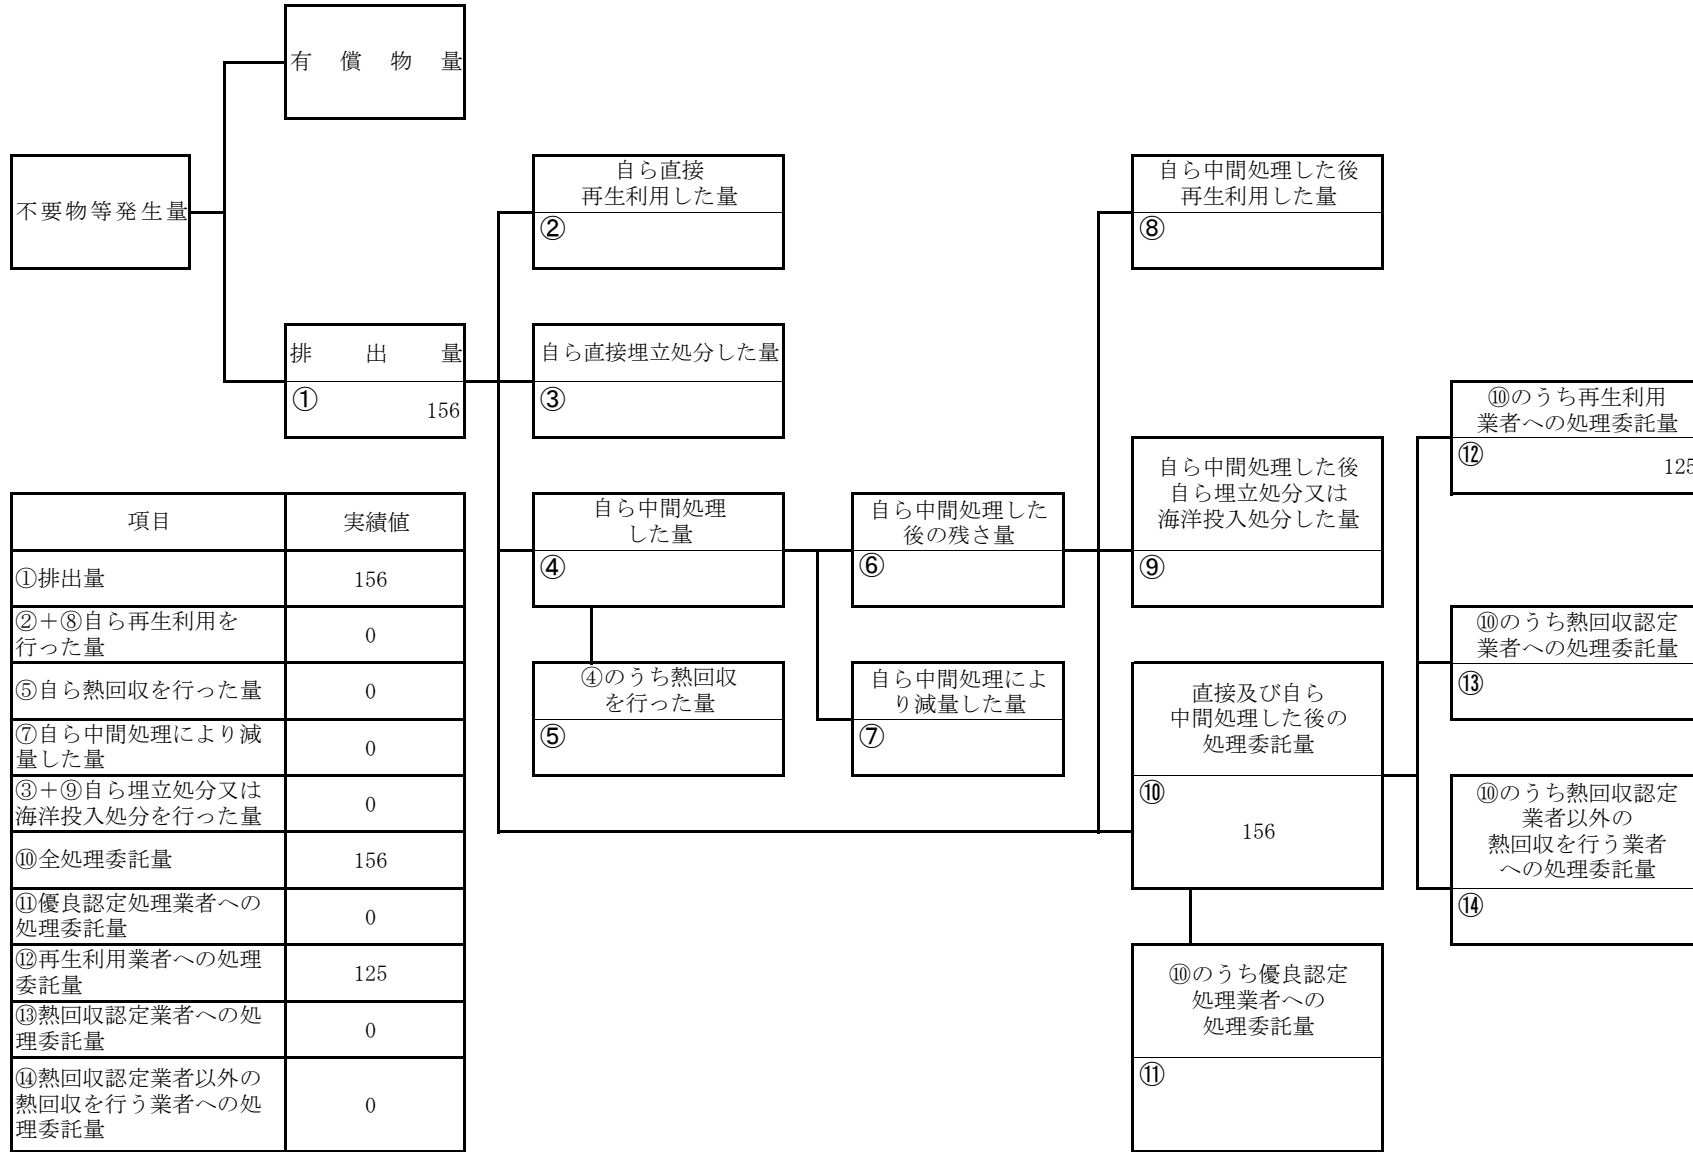 有償物量
不要物等発生量
自ら直接
再生利用した量
②
自ら中間処理した後
再生利用した量
⑧
排出量
①
156
自ら直接埋立処分した量
③
⑩のうち再生利用
業者への処理委託量
⑫
125
自ら中間処理
した量
④
自ら中間処理した
後の残さ量
⑥
自ら中間処理した後
自ら埋立処分又は
海洋投入処分した量
⑨
⑩のうち熱回収認定
業者への処理委託量
⑬
④のうち熱回収
を行った量
⑤
自ら中間処理によ
り減量した量
⑦
直接及び自ら
中間処理した後の
処理委託量
⑩
156
⑩のうち熱回収認定
業者以外の
熱回収を行う業者
への処理委託量
⑭
⑩のうち優良認定
処理業者への
処理委託量
⑪
項目 実績値
①排出量 156
②+⑧自ら再生利用を
行った量 0
⑤自ら熱回収を行った量 0
⑦自ら中間処理により減
量した量 0
③+⑨自ら埋立処分又は
海洋投入処分を行った量 0
⑩全処理委託量 156
⑪優良認定処理業者への
処理委託量 0
⑫再生利用業者への処理
委託量 125
⑬熱回収認定業者への処
理委託量 0
⑭熱回収認定業者以外の
熱回収を行う業者への処
理委託量 0